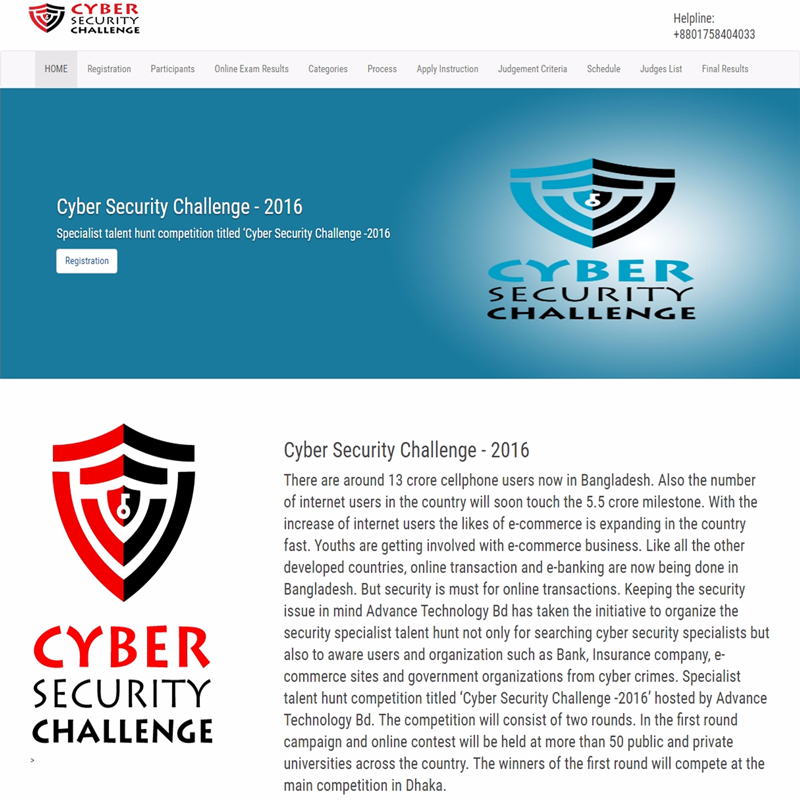 CYBER
SECURITY
CHALLENGE
Helpline:
+8801758404033
HOME Registration Participants Online Exam Results Categories Process Apply Instruction Judgement Criteria Schedule Judges List Final Results
Cyber Security Challenge - 2016
Specialist talent hunt competition titled ‘Cyber Security Challenge -2016
Registration
CYBER
SECURITY
CHALLENGE
CYBER
SECURITY
CHALLENGE
>
Cyber Security Challenge - 2016
There are around 13 crore cellphone users now in Bangladesh. Also the number
of internet users in the country will soon touch the 5.5 crore milestone. With the
increase of internet users the likes of e-commerce is expanding in the country
fast. Youths are getting involved with e-commerce business. Like all the other
developed countries, online transaction and e-banking are now being done in
Bangladesh. But security is must for online transactions. Keeping the security
issue in mind Advance Technology Bd has taken the initiative to organize the
security specialist talent hunt not only for searching cyber security specialists but
also to aware users and organization such as Bank, Insurance company, e-
commerce sites and government organizations from cyber crimes. Specialist
talent hunt competition titled ‘Cyber Security Challenge -2016’ hosted by Advance
Technology Bd. The competition will consist of two rounds. In the first round
campaign and online contest will be held at more than 50 public and private
universities across the country. The winners of the first round will compete at the
main competition in Dhaka.